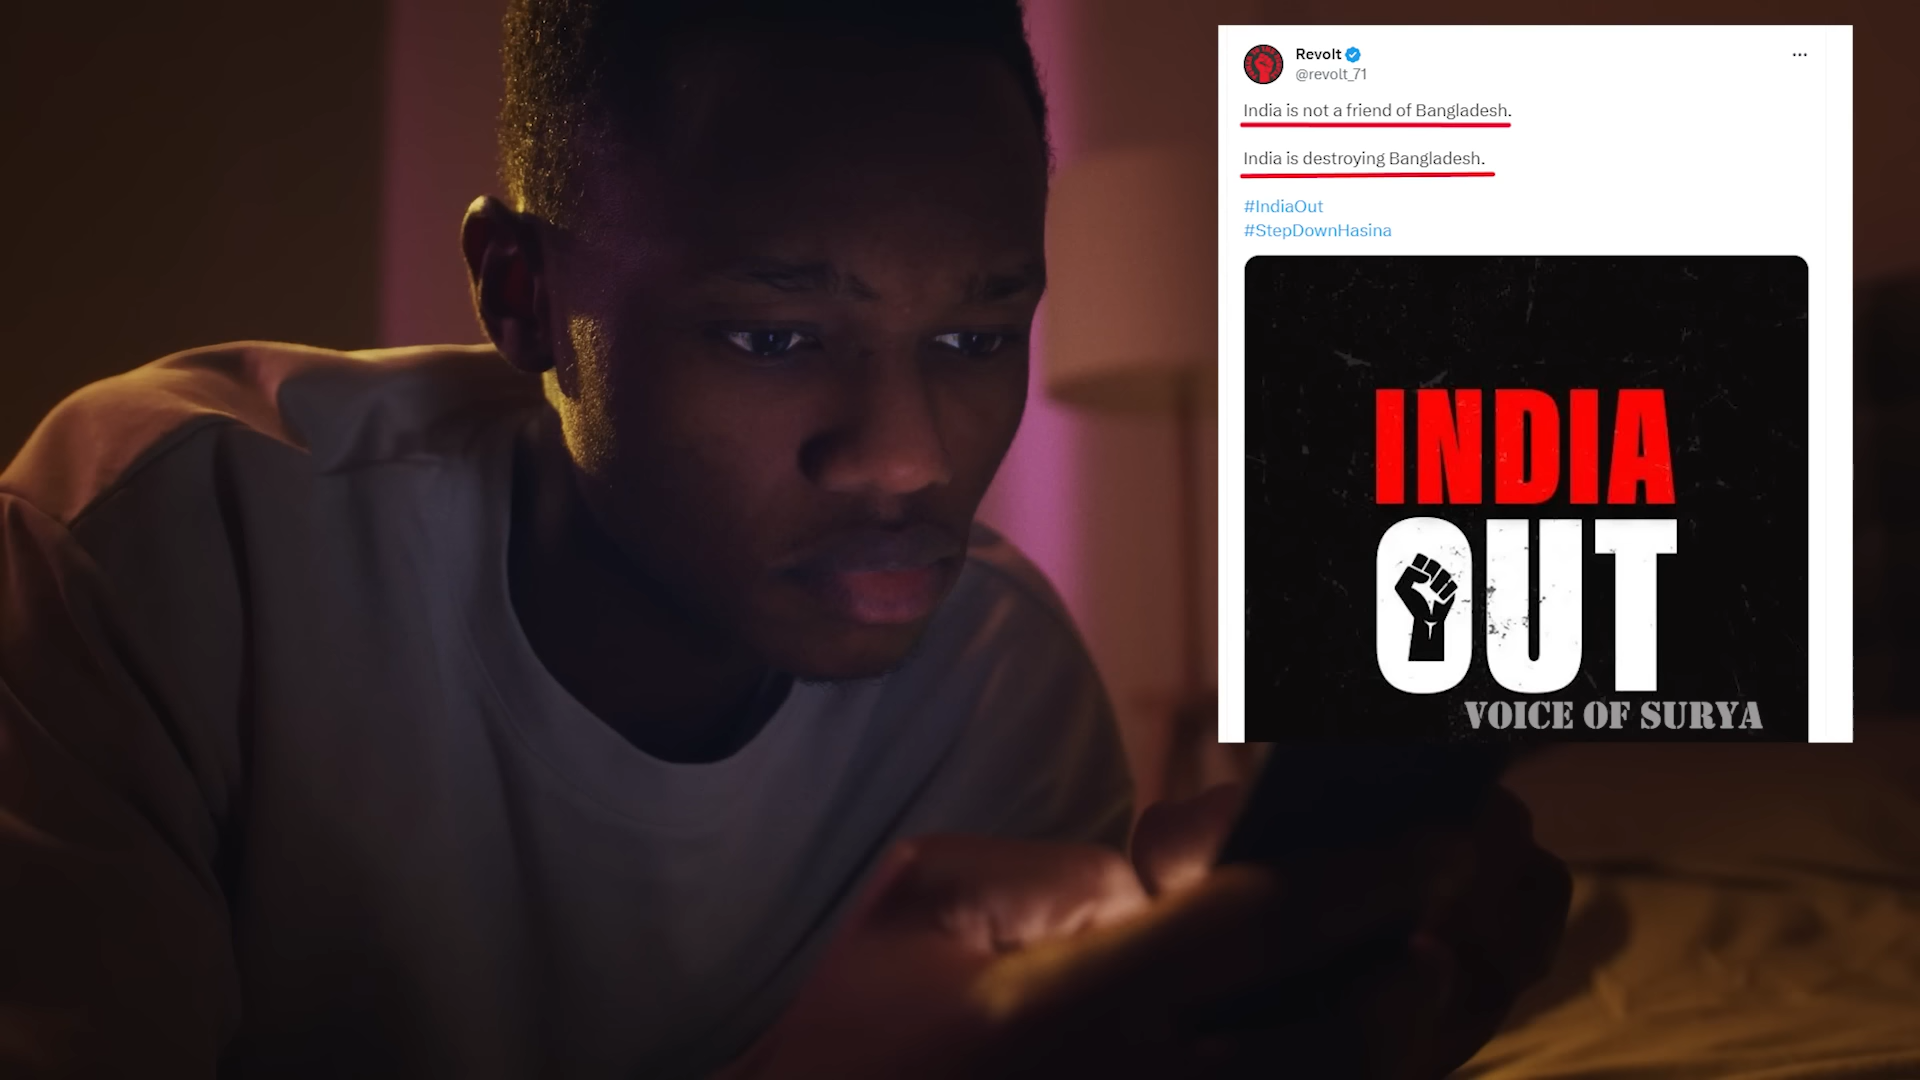 Revolt
@revolt_71
India is not a friend of Bangladesh.
India is destroying Bangladesh.
#IndiaOut
#StepDownHasina
INDIA
OUT
VOICE OF SURYA